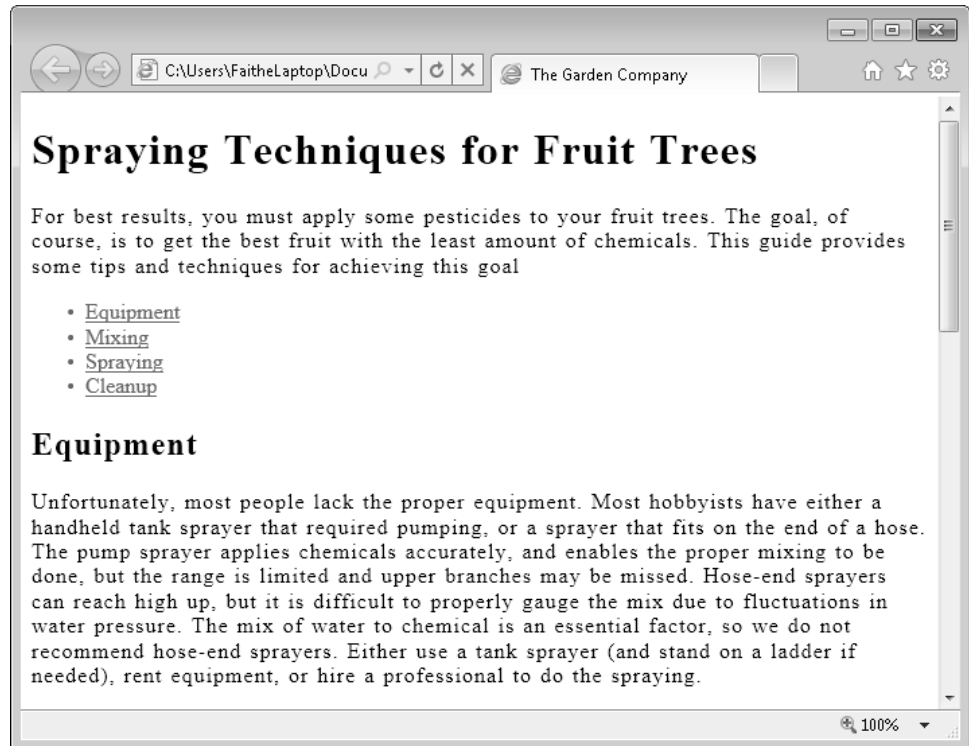 C:\Users\FaitheLaptop\Docu
The Garden Company
Spraying Techniques for Fruit Trees
For best results, you must apply some pesticides to your fruit trees. The goal, of
course, is to get the best fruit with the least amount of chemicals. This guide provides
some tips and techniques for achieving this goal
• Equipment
• Mixing
• Spraying
• Cleanup
Equipment
Unfortunately, most people lack the proper equipment. Most hobbyists have either a
handheld tank sprayer that required pumping, or a sprayer that fits on the end of a hose.
The pump sprayer applies chemicals accurately, and enables the proper mixing to be
done, but the range is limited and upper branches may be missed. Hose-end sprayers
can reach high up, but it is difficult to properly gauge the mix due to fluctuations in
water pressure. The mix of water to chemical is an essential factor, so we do not
recommend hose-end sprayers. Either use a tank sprayer (and stand on a ladder if
needed), rent equipment, or hire a professional to do the spraying.
100%